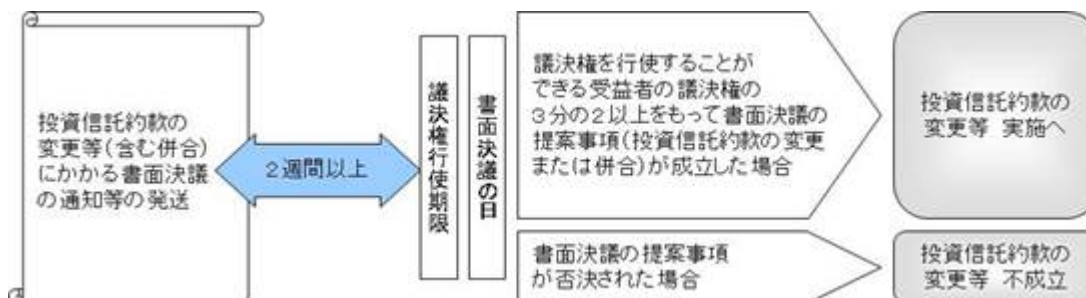 投資信託約款の
変更等(含む併合)
にかかる書面決議
の通知等の発送
２週間以上
議決権行使期限
書面決議の日
議決権を行使することが
できる受益者の議決権の
３分の２以上をもって書面決議の
提案事項(投資信託約款の変更
または併合)が成立した場合
投資信託約款の
変更等 実施へ
書面決議の提案事項
が否決された場合
投資信託約款の
変更等 不成立